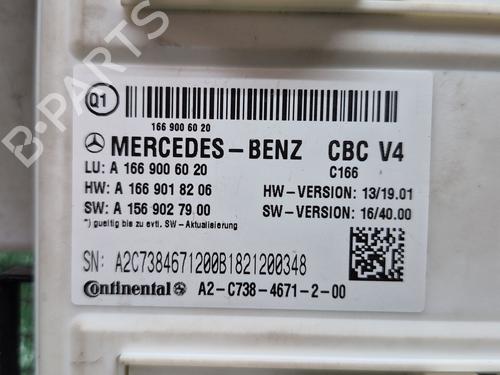 B-PARTS
Q1
166 900 60 20
MERCEDES-BENZ CBC V4
LU: A 166 900 60 20 C166
HW: A 166 901 82 06 HW-VERSION: 13/19.01
SW: A 156 902 79 00 SW-VERSION: 16/40.00
*) gueltig bis zu evtl. SW-Aktualisierung
SN: A2C7384671200B1821200348
Continental A2-C738-4671-2-00